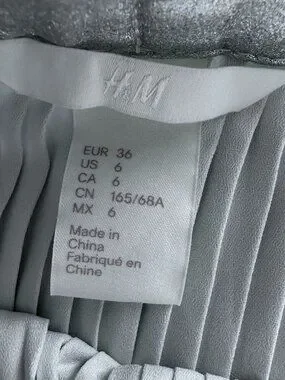 H&M
EUR 36
US 6
CA 6
CN 165/68A
MX 6
Made in
China
Fabriqué en
Chine